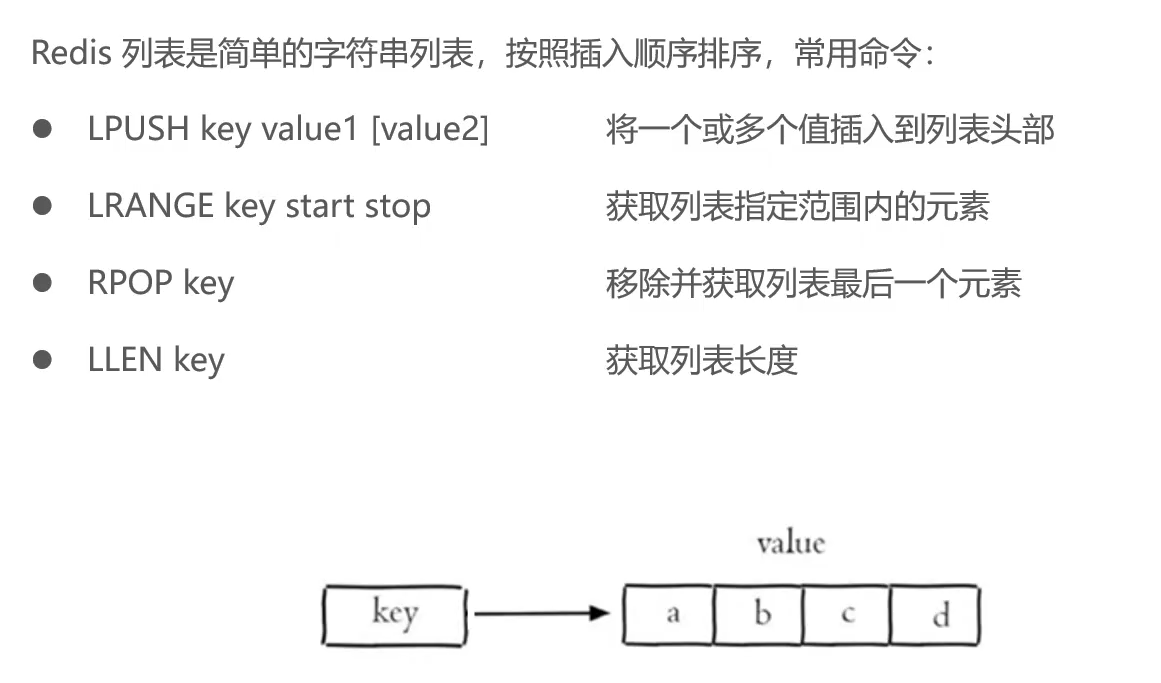 Redis 列表是简单的字符串列表，按照插入顺序排序，常用命令：
● LPUSH key value1 [value2] 将一个或多个值插入到列表头部
● LRANGE key start stop 获取列表指定范围内的元素
● RPOP key 移除并获取列表最后一个元素
● LLEN key 获取列表长度
value
key a b c d